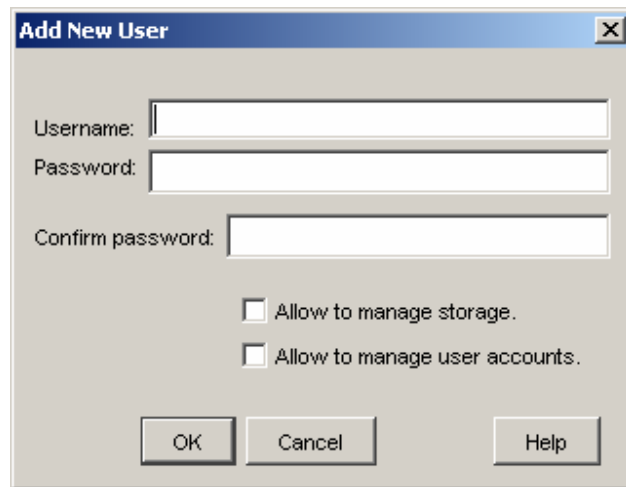 Add New User
Username:
Password:
Confirm password:
Allow to manage storage.
Allow to manage user accounts.
OK Cancel Help